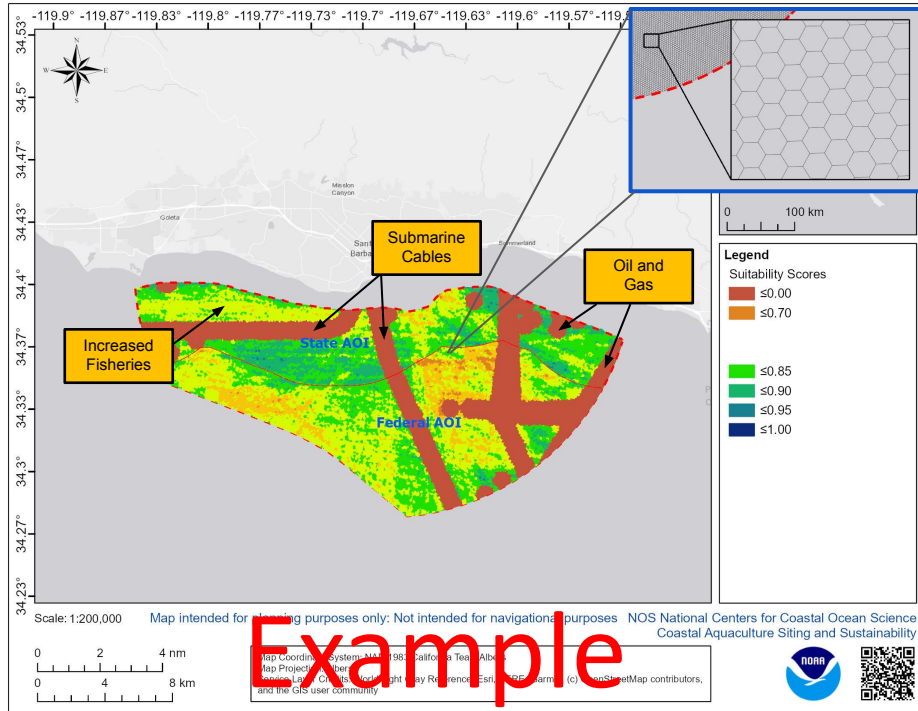 -119.9° -119.87° -119.83° -119.8° -119.77° -119.73° -119.7° -119.67° -119.63° -119.6° -119.57°
34.53°
34.5°
34.47°
34.43°
34.4°
34.37°
34.33°
34.3°
34.27°
34.23°
N
W E
S
Mission
Canyon
Goleta
Summerland
Submarine
Cables
Oil and
Gas
Increased
Fisheries
State AOI
Federal AOI
0 100 km
Legend
Suitability Scores
≤0.00
≤0.70
≤0.85
≤0.90
≤0.95
≤1.00
Scale: 1:200,000
Map intended for planning purposes only: Not intended for navigational purposes
NOS National Centers for Coastal Ocean Science
Coastal Aquaculture Siting and Sustainability
0 2 4 nm
0 4 8 km
Example
Map System: California
Map
(c) OpenStreetMap contributors,
and the GIS user community
NOAA